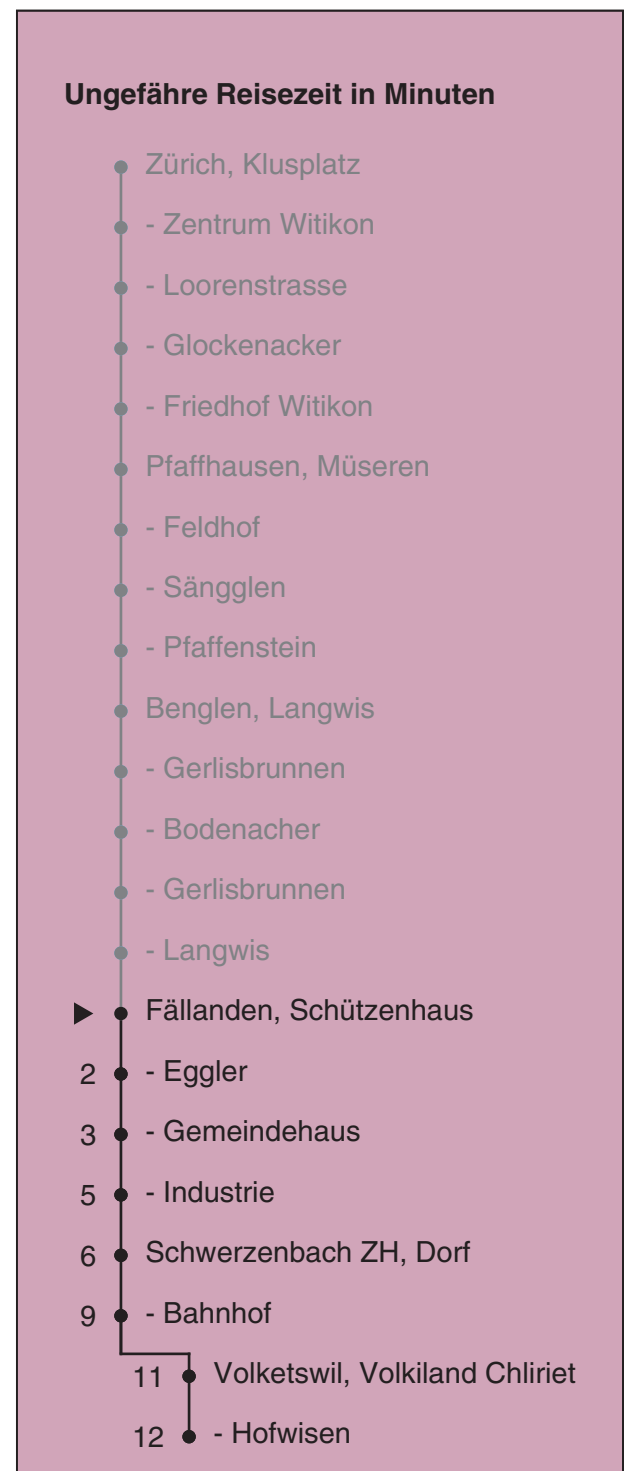 Ungefähre Reisezeit in Minuten
Zürich, Klusplatz
- Zentrum Witikon
- Loorenstrasse
- Glockenacker
- Friedhof Witikon
Pfaffhausen, Müseren
- Feldhof
- Sängglen
- Pfaffenstein
Benglen, Langwis
- Gerlisbrunnen
- Bodenacher
- Gerlisbrunnen
- Langwis
Fällanden, Schützenhaus
2 - Eggler
3 - Gemeindehaus
5 - Industrie
6 Schwerzenbach ZH, Dorf
9 - Bahnhof
11 Volketswil, Volkiland Chliriet
12 - Hofwisen